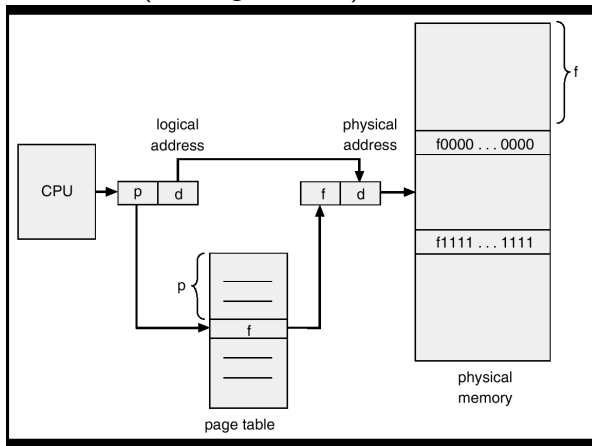 f
logical
address
physical
address
f0000 . . . 0000
CPU
p
d
f
d
f1111 . . . 1111
p
f
page table
physical
memory